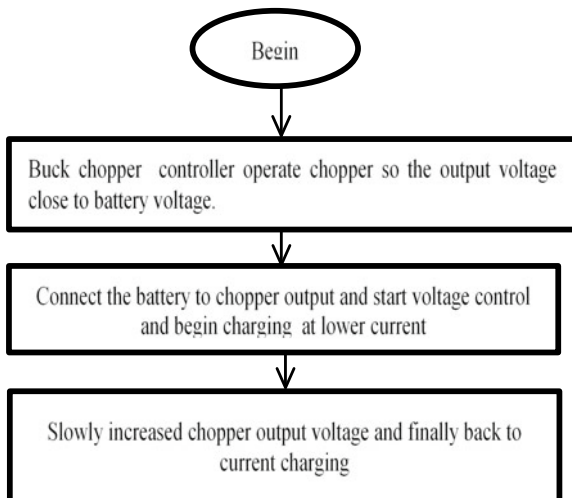 Begin
Buck chopper controller operate chopper so the output voltage
close to battery voltage.
Connect the battery to chopper output and start voltage control
and begin charging at lower current
Slowly increased chopper output voltage and finally back to
current charging